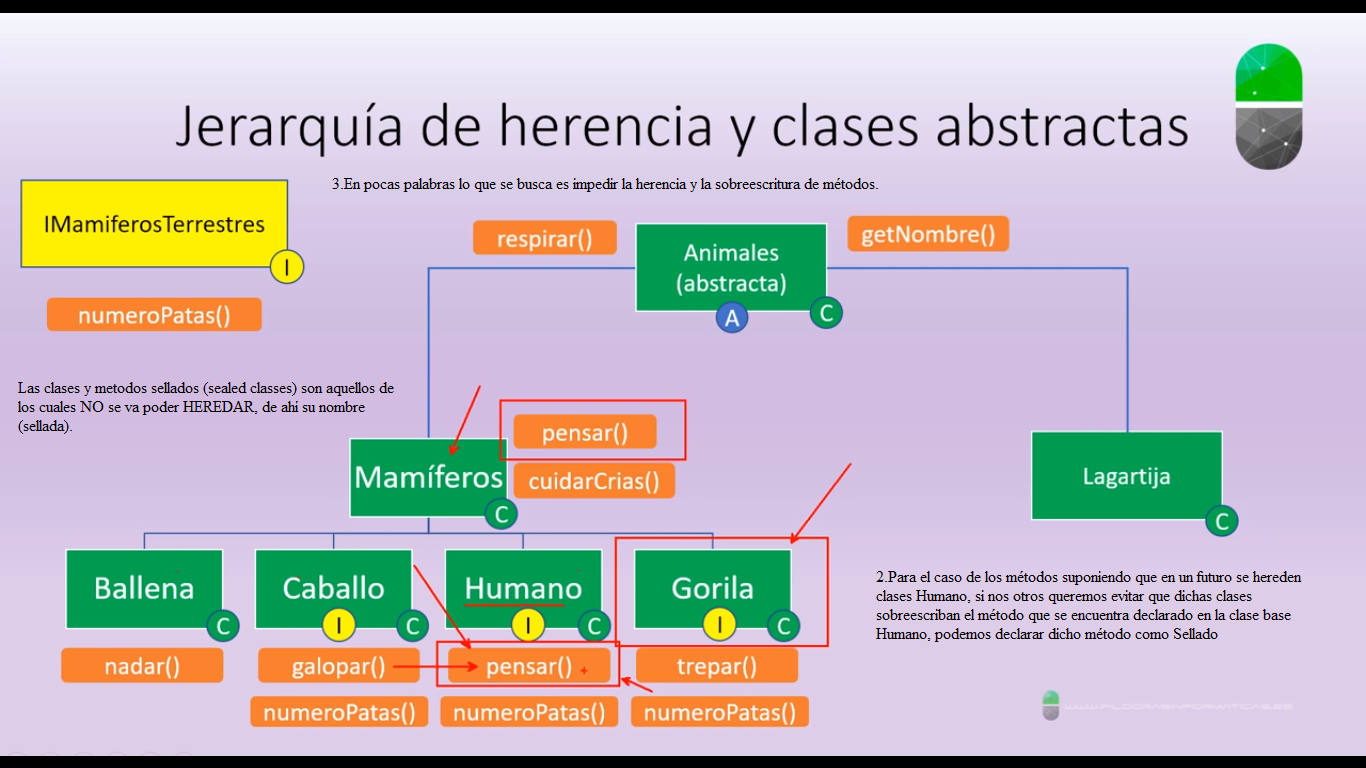 Jerarquía de herencia y clases abstractas
3.En pocas palabras lo que se busca es impedir la herencia y la sobreescritura de métodos.
IMamiferosTerrestres
I
numeroPatas()
respirar()
Animales
(abstracta)
A
C
getNombre()
Las clases y metodos sellados (sealed classes) son aquellos de
los cuales NO se va poder HEREDAR, de ahí su nombre
(sellada).
pensar()
Mamíferos
C
cuidarCrias()
Lagartija
C
Ballena
C
Caballo
I
C
Humano
I
C
Gorila
I
C
nadar()
galopar()
pensar()
trepar()
numeroPatas()
numeroPatas()
numeroPatas()
2.Para el caso de los métodos suponiendo que en un futuro se hereden
clases Humano, si nos otros queremos evitar que dichas clases
sobreescriban el método que se encuentra declarado en la clase base
Humano, podemos declarar dicho método como Sellado
WWW.PILDORASINFORMATICAS.ES